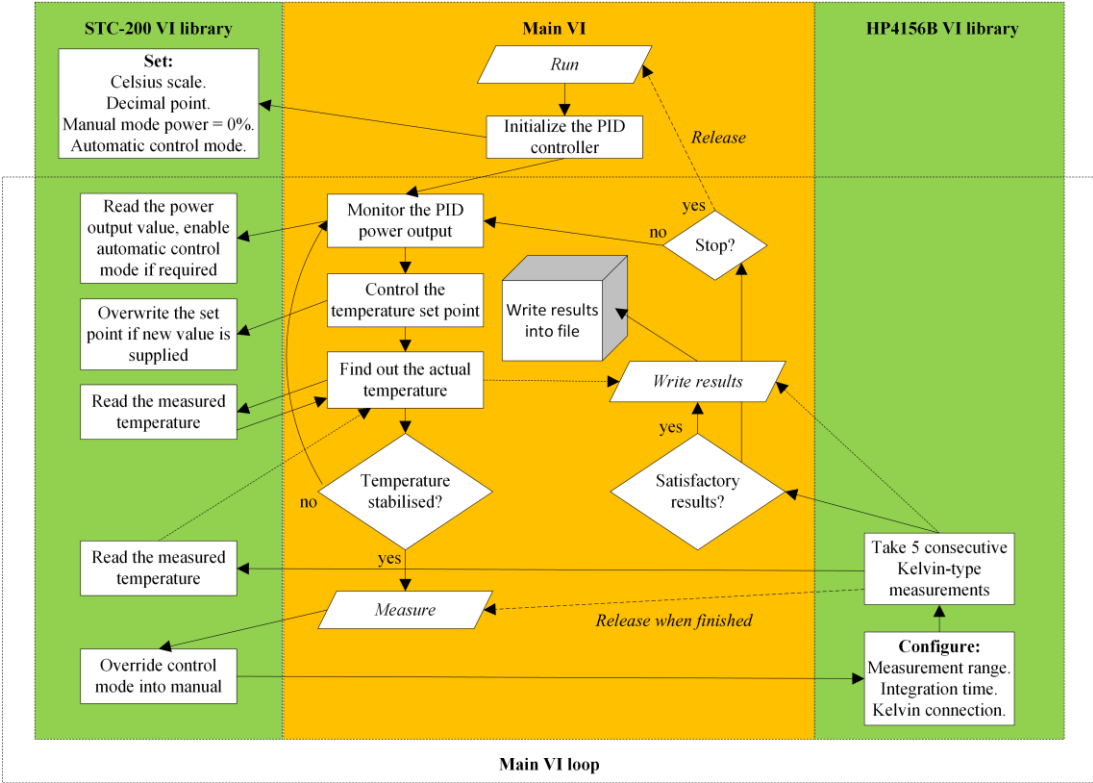 STC-200 VI library
Main VI
HP4156B VI library
Set:
Celsius scale.
Decimal point.
Manual mode power = 0%.
Automatic control mode.
Run
Initialize the PID
controller
Release
Read the power
output value, enable
automatic control
mode if required
Monitor the PID
power output
yes
no
Stop?
Overwrite the set
point if new value is
supplied
Control the
temperature set point
Write results
into file
Read the measured
temperature
Find out the actual
temperature
Write results
yes
Temperature
stabilised?
no
Satisfactory
results?
yes
Read the measured
temperature
Take 5 consecutive
Kelvin-type
measurements
Measure
Release when finished
Override control
mode into manual
Configure:
Measurement range.
Integration time.
Kelvin connection.
Main VI loop